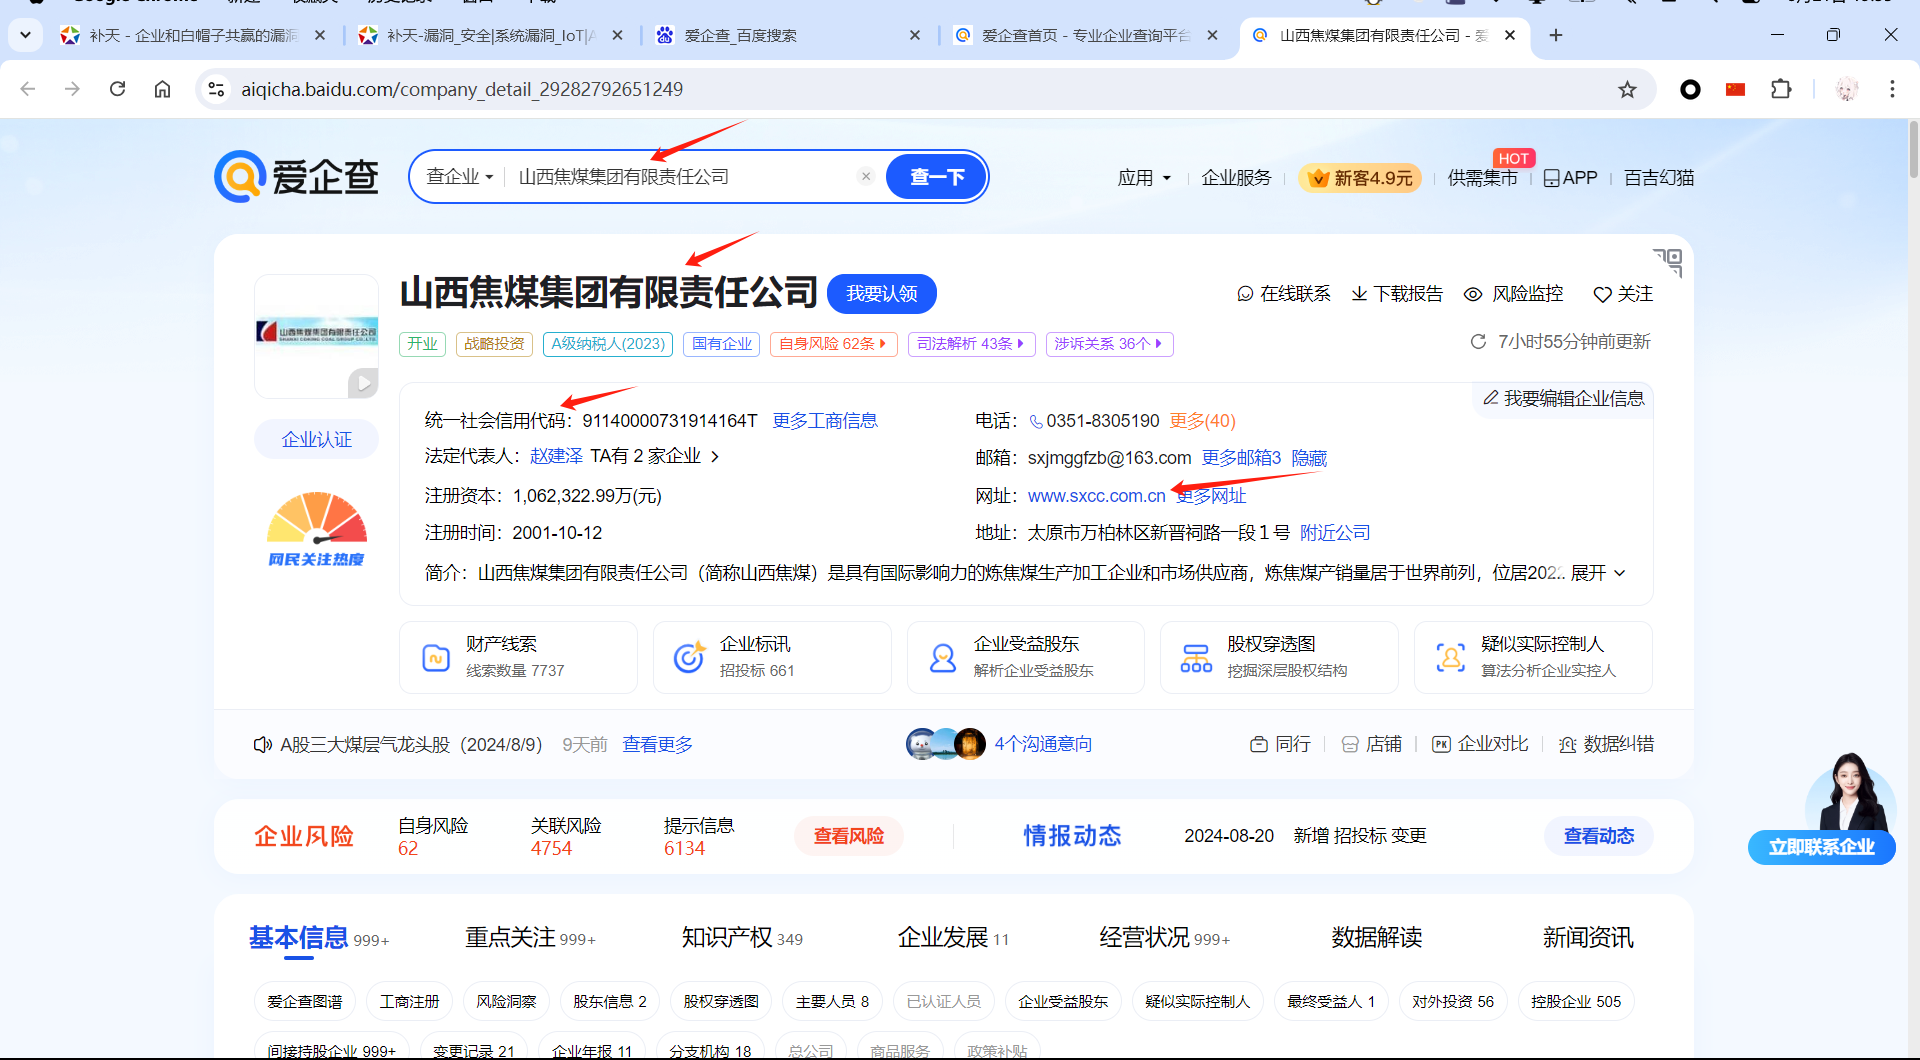 补天 - 企业和白帽子共赢的漏洞
补天-漏洞_安全|系统漏洞_IoT|A
爱企查_百度搜索
爱企查首页 - 专业企业查询平台
山西焦煤集团有限责任公司 - 爱
aiqicha.baidu.com/company_detail_29282792651249
爱企查
查企业
山西焦煤集团有限责任公司
查一下
应用
企业服务
新客4.9元
供需集市
HOT
APP
百吉幻猫
山西焦煤集团有限责任公司
我要认领
在线联系
下载报告
风险监控
关注
山西焦煤集团有限责任公司
开业
战略投资
A级纳税人(2023)
国有企业
自身风险 62条
司法解析 43条
涉诉关系 36个
7小时55分钟前更新
企业认证
网民关注热度
我要编辑企业信息
统一社会信用代码：91140000731914164T 更多工商信息
电话：0351-8305190 更多(40)
法定代表人：赵建泽 TA有 2 家企业
邮箱：sxjmggfzb@163.com 更多邮箱3 隐藏
注册资本：1,062,322.99万(元)
网址：www.sxcc.com.cn 更多网址
注册时间：2001-10-12
地址：太原市万柏林区新晋祠路一段１号 附近公司
简介：山西焦煤集团有限责任公司（简称山西焦煤）是具有国际影响力的炼焦煤生产加工企业和市场供应商，炼焦煤产销量居于世界前列，位居202.. 展开
财产线索
线索数量 7737
企业标讯
招投标 661
企业受益股东
解析企业受益股东
股权穿透图
挖掘深层股权结构
疑似实际控制人
算法分析企业实控人
A股三大煤层气龙头股（2024/8/9） 9天前 查看更多
4个沟通意向
同行
店铺
PK 企业对比
数据纠错
立即联系企业
企业风险
自身风险
62
关联风险
4754
提示信息
6134
查看风险
情报动态
2024-08-20 新增 招投标 变更
查看动态
基本信息 999+
重点关注 999+
知识产权 349
企业发展 11
经营状况 999+
数据解读
新闻资讯
爱企查图谱
工商注册
风险洞察
股东信息 2
股权穿透图
主要人员 8
已认证人员
企业受益股东
疑似实际控制人
最终受益人 1
对外投资 56
控股企业 505
间接持股企业 999+
变更记录 21
企业年报 11
分支机构 18
总公司
商品服务
政策补贴